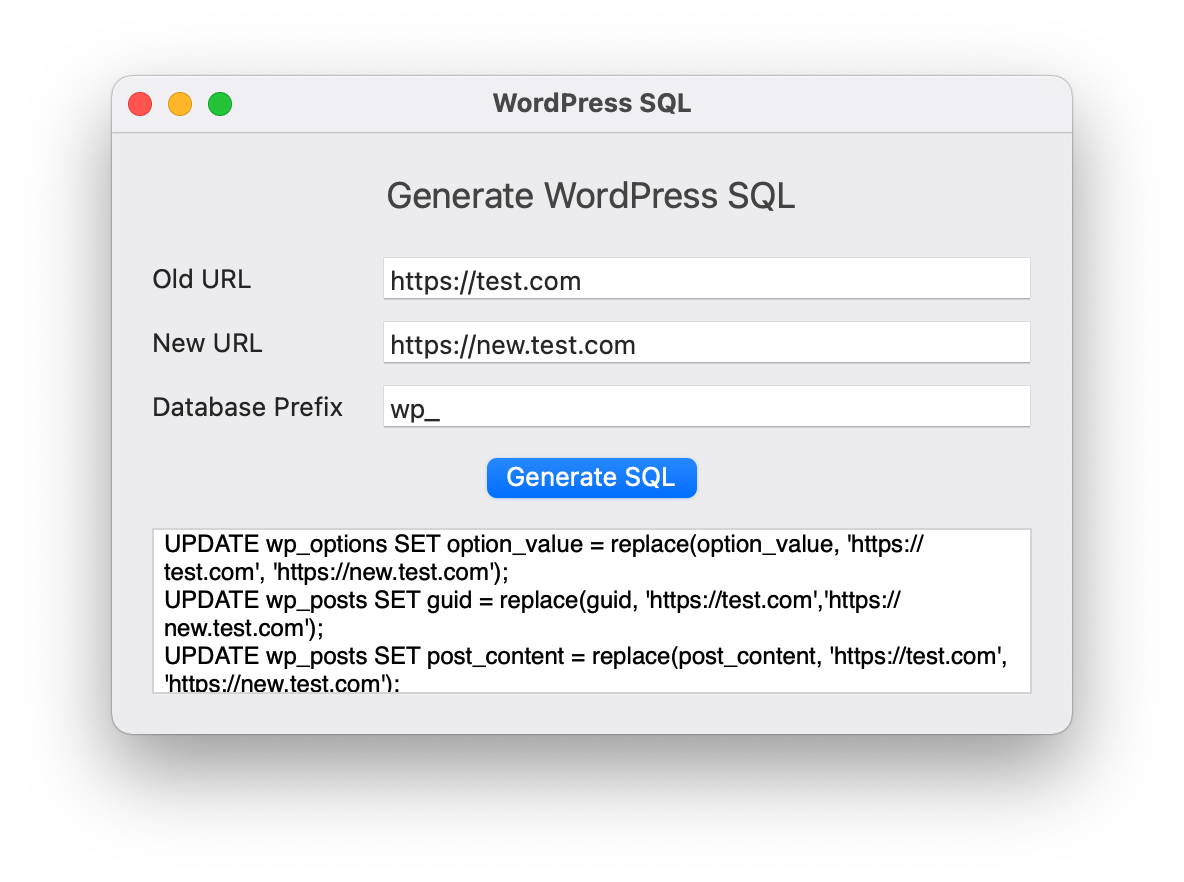 WordPress SQL
Generate WordPress SQL
Old URL
https://test.com
New URL
https://new.test.com
Database Prefix
wp_
Generate SQL
UPDATE wp_options SET option_value = replace(option_value, 'https://
test.com', 'https://new.test.com');
UPDATE wp_posts SET guid = replace(guid, 'https://test.com','https://
new.test.com');
UPDATE wp_posts SET post_content = replace(post_content, 'https://test.com',
'https://new.test.com');